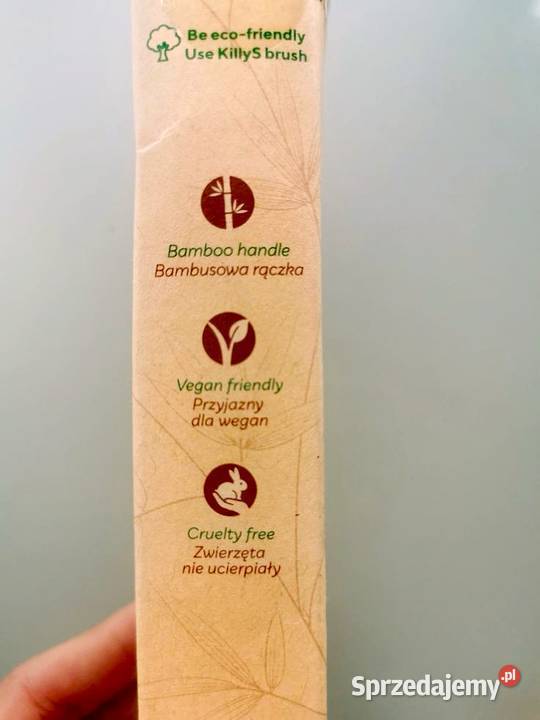 Be eco-friendly
Use KillyS brush
Bamboo handle
Bambusowa rączka
Vegan friendly
Przyjazny
dla wegan
Cruelty free
Zwierzęta
nie ucierpiały
Sprzedajemy.pl